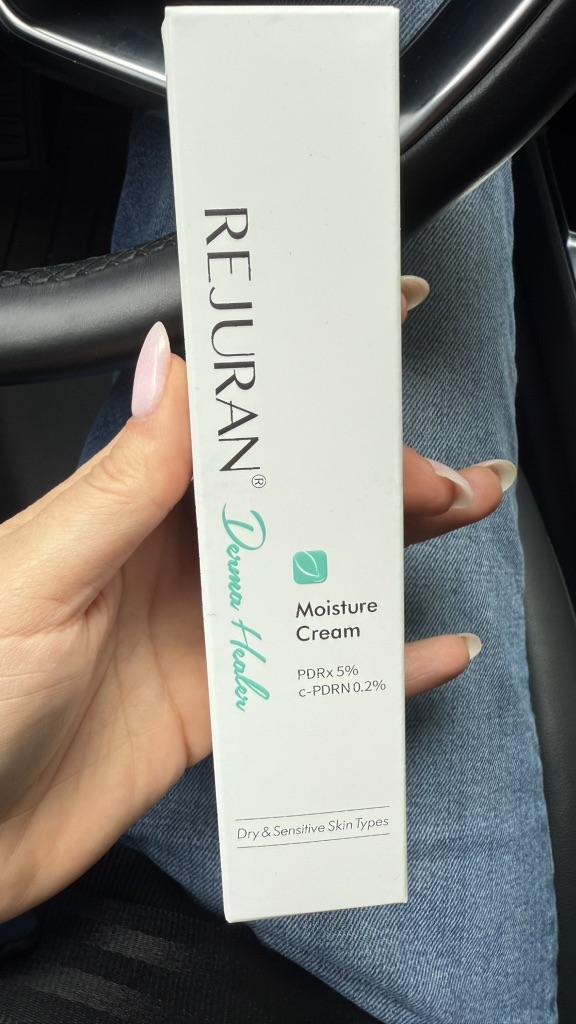 REJURAN®
Derma Healer
Moisture
Cream
PDRx 5%
c-PDRN 0.2%
Dry & Sensitive Skin Types